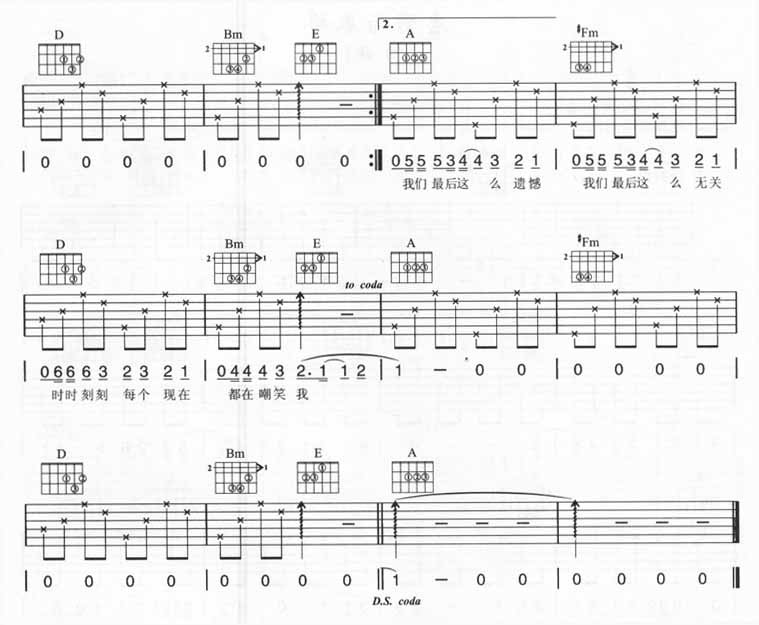 2.
D Bm E A #Fm
2 1 2 1
| 0 0 0 0 | 0 0 0 0 :|| 0 5 5 5 3 4 4 3 2 1 | 0 5 5 5 3 4 4 3 2 1 |
我们 最后这 么 遗憾 我们 最后这 么 无关
D Bm E A #Fm
2 1 2 1
to coda
| 0 6 6 6 3 2 3 2 1 | 0 4 4 4 3 2. 1 1 2 | 1 – 0 0 | 0 0 0 0 |
时时 刻刻 每个 现在 都在 嘲笑 我
D Bm E A
2 1
| 0 0 0 0 | 0 0 0 0 || 1 – 0 0 | 0 0 0 0 ||
D.S. coda